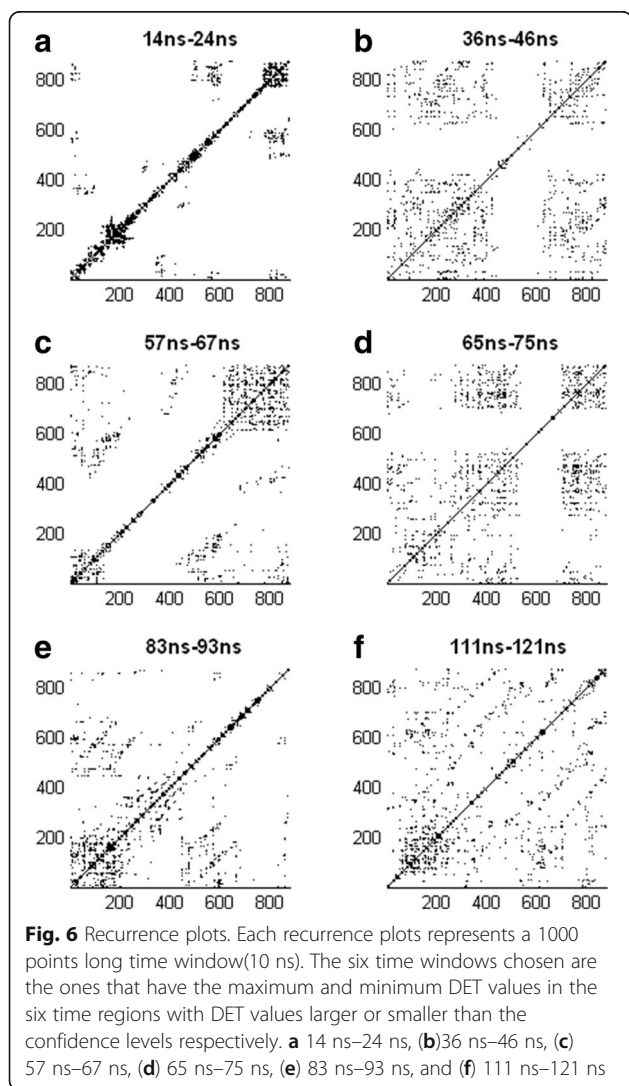 a 14ns-24ns
b 36ns-46ns
800
600
400
200
200 400 600 800
800
600
400
200
200 400 600 800
c 57ns-67ns
d 65ns-75ns
800
600
400
200
200 400 600 800
800
600
400
200
200 400 600 800
e 83ns-93ns
f 111ns-121ns
800
600
400
200
200 400 600 800
800
600
400
200
200 400 600 800
Fig. 6 Recurrence plots. Each recurrence plots represents a 1000
points long time window(10 ns). The six time windows chosen are
the ones that have the maximum and minimum DET values in the
six time regions with DET values larger or smaller than the
confidence levels respectively. a 14 ns–24 ns, (b)36 ns–46 ns, (c)
57 ns–67 ns, (d) 65 ns–75 ns, (e) 83 ns–93 ns, and (f) 111 ns–121 ns